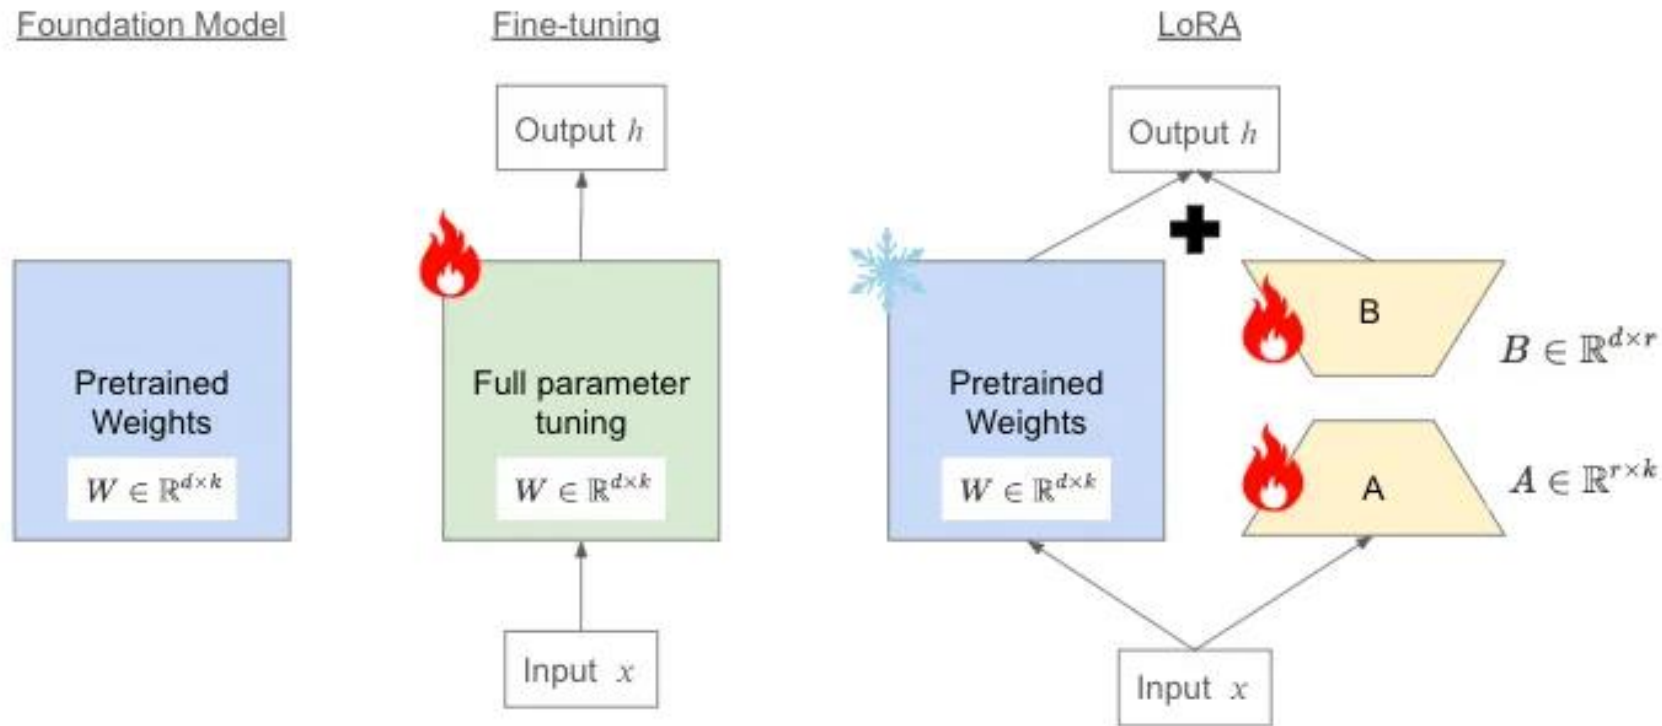 Foundation Model
Fine-tuning
LoRA
Output h
Output h
Pretrained
Weights
W ∈ ℝ^{d×k}
Full parameter
tuning
W ∈ ℝ^{d×k}
Pretrained
Weights
W ∈ ℝ^{d×k}
B
B ∈ ℝ^{d×r}
A
A ∈ ℝ^{r×k}
Input x
Input x